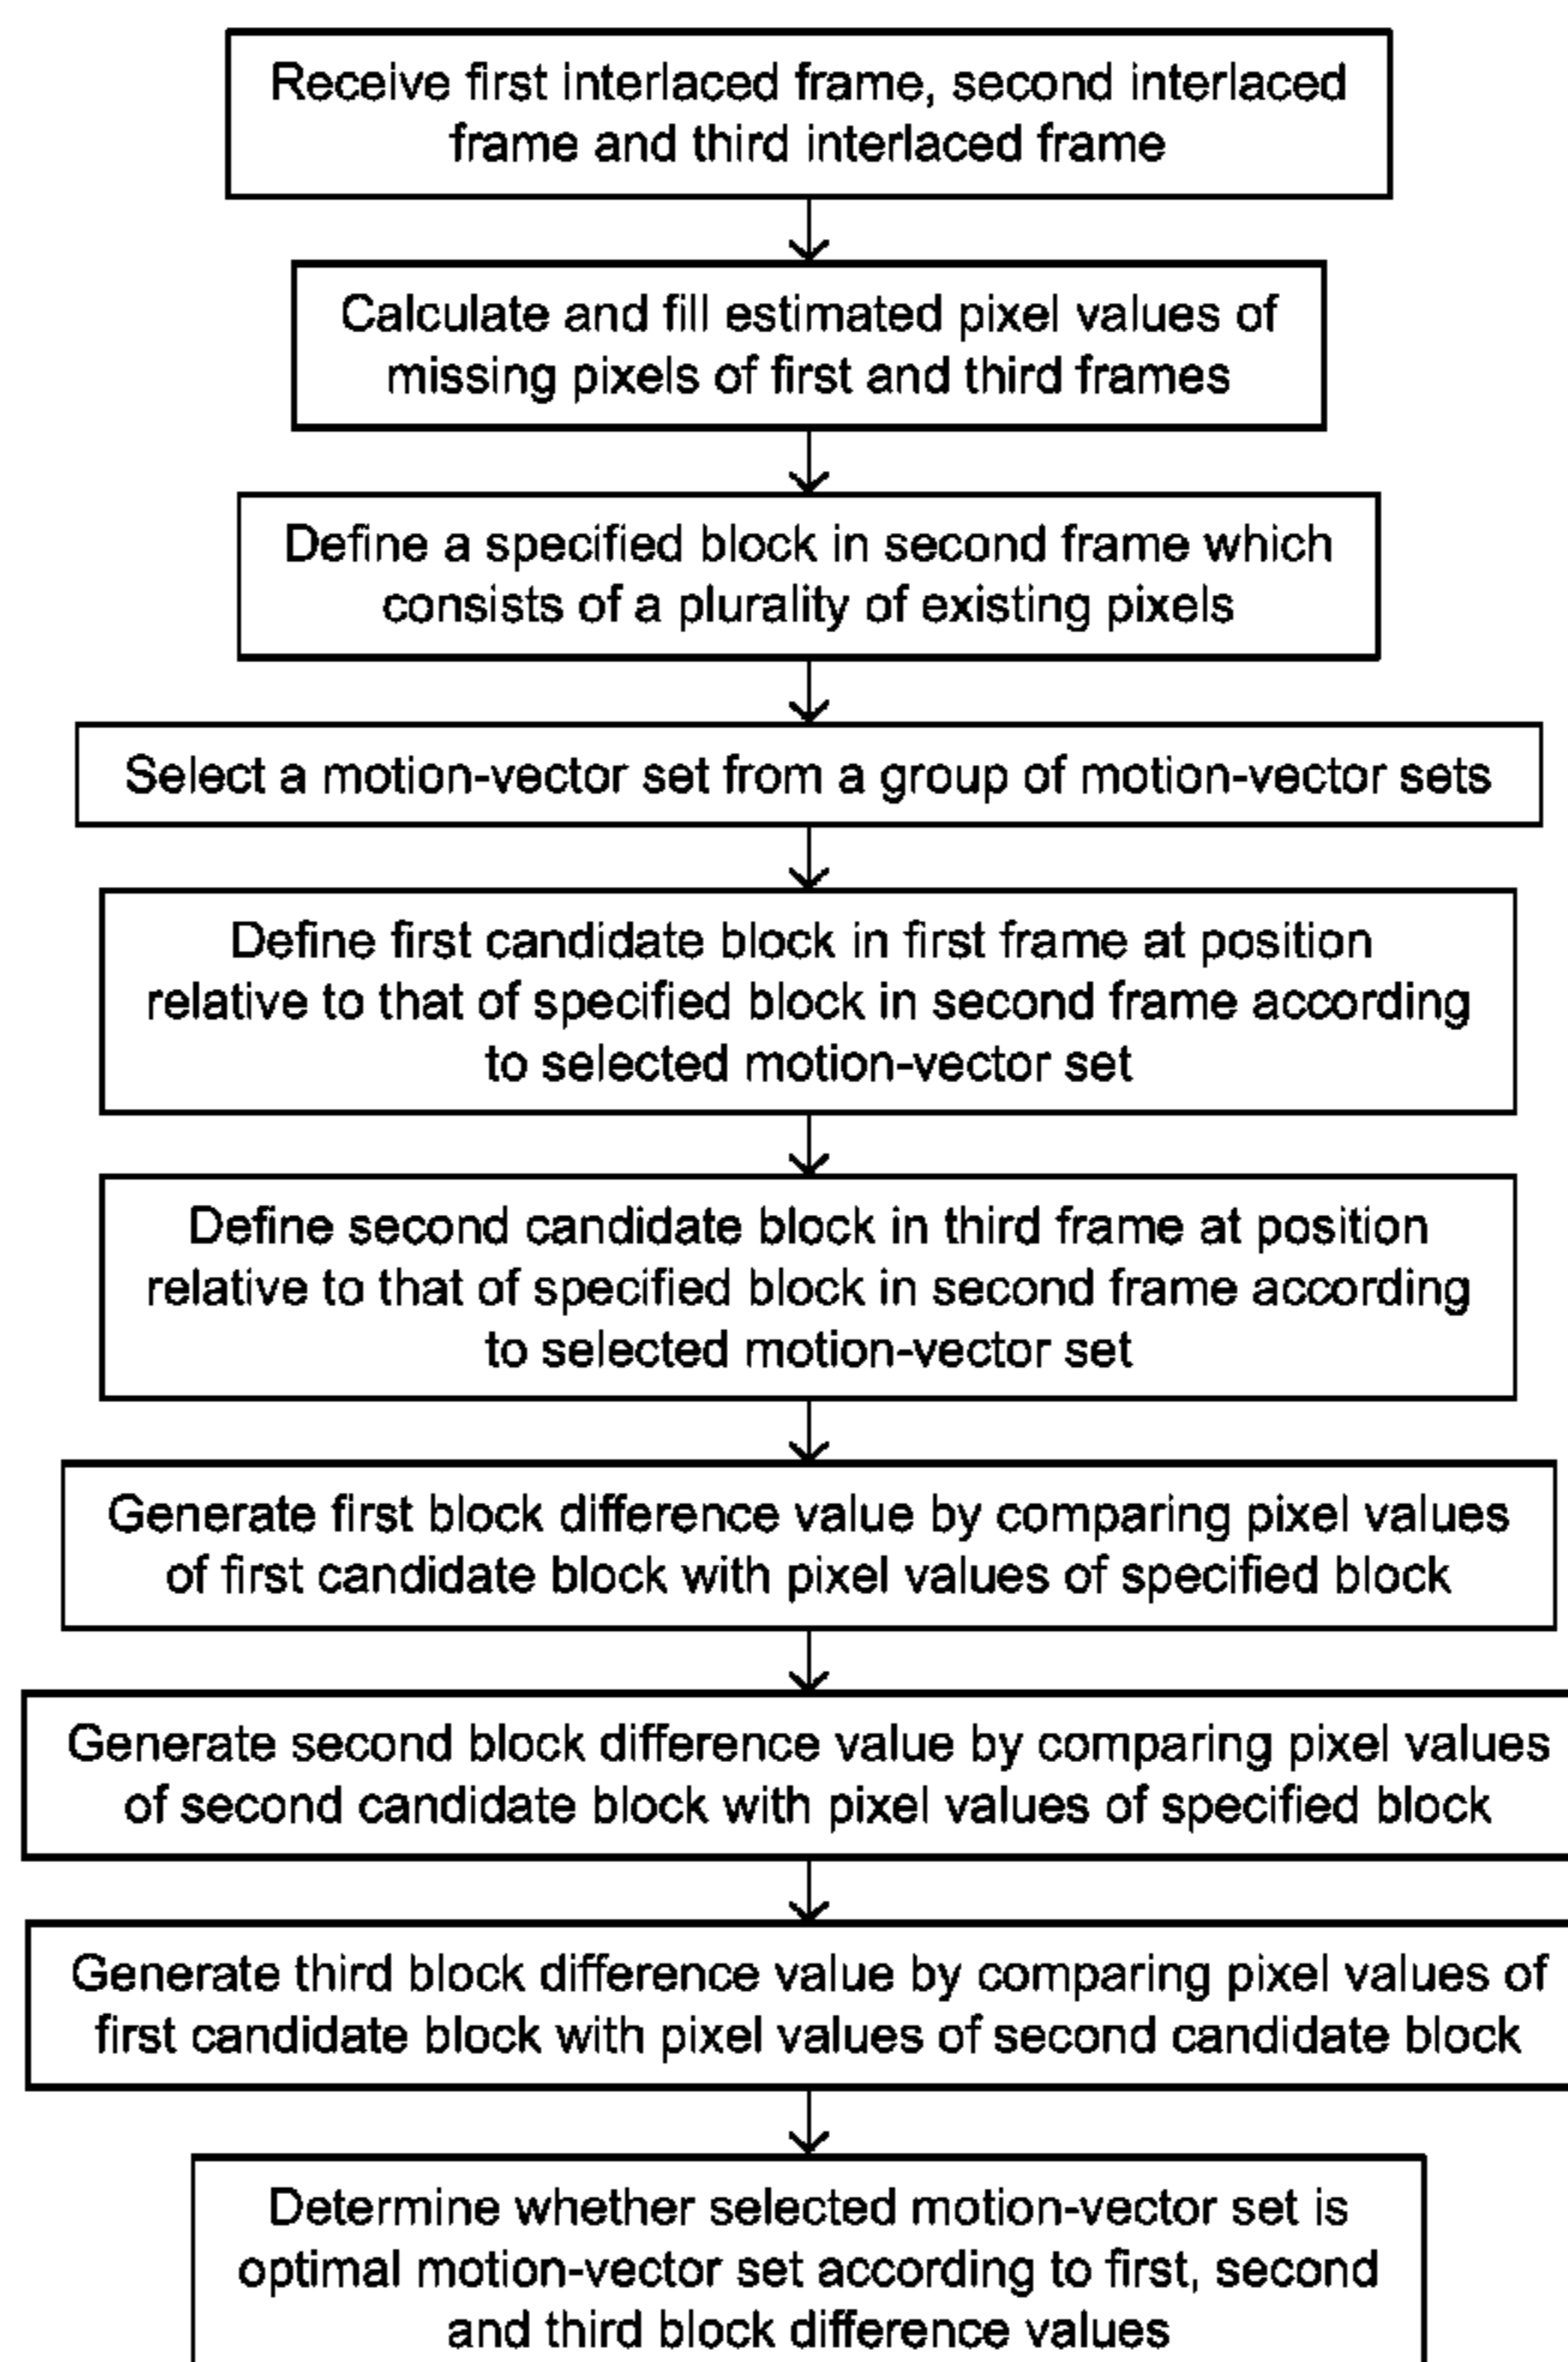 Receive first interlaced frame, second interlaced
frame and third interlaced frame
Calculate and fill estimated pixel values of
missing pixels of first and third frames
Define a specified block in second frame which
consists of a plurality of existing pixels
Select a motion-vector set from a group of motion-vector sets
Define first candidate block in first frame at position
relative to that of specified block in second frame according
to selected motion-vector set
Define second candidate block in third frame at position
relative to that of specified block in second frame according
to selected motion-vector set
Generate first block difference value by comparing pixel values
of first candidate block with pixel values of specified block
Generate second block difference value by comparing pixel values
of second candidate block with pixel values of specified block
Generate third block difference value by comparing pixel values of
first candidate block with pixel values of second candidate block
Determine whether selected motion-vector set is
optimal motion-vector set according to first, second
and third block difference values